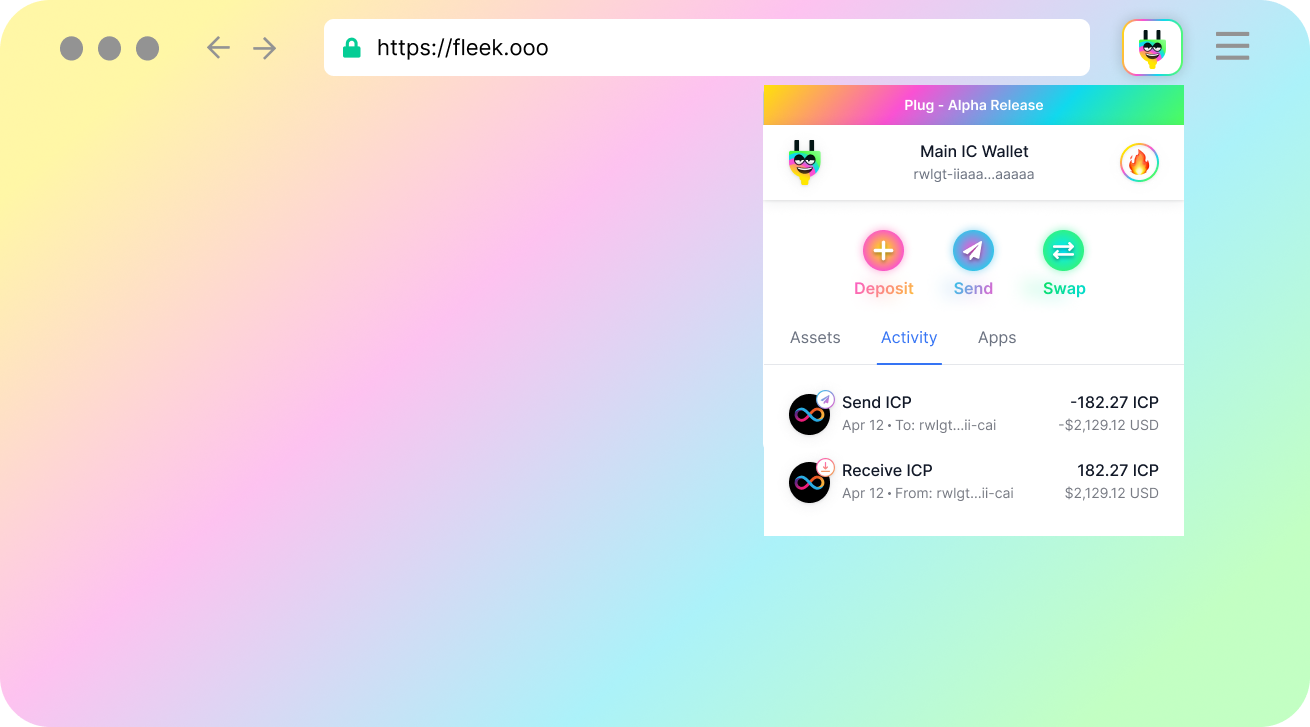 https://fleek.ooo
Plug - Alpha Release
Main IC Wallet
rwlgt-iiaaa...aaaaa
Deposit Send Swap
Assets Activity Apps
Send ICP -182.27 ICP
Apr 12 • To: rwlgt...ii-cai -$2,129.12 USD
Receive ICP 182.27 ICP
Apr 12 • From: rwlgt...ii-cai $2,129.12 USD